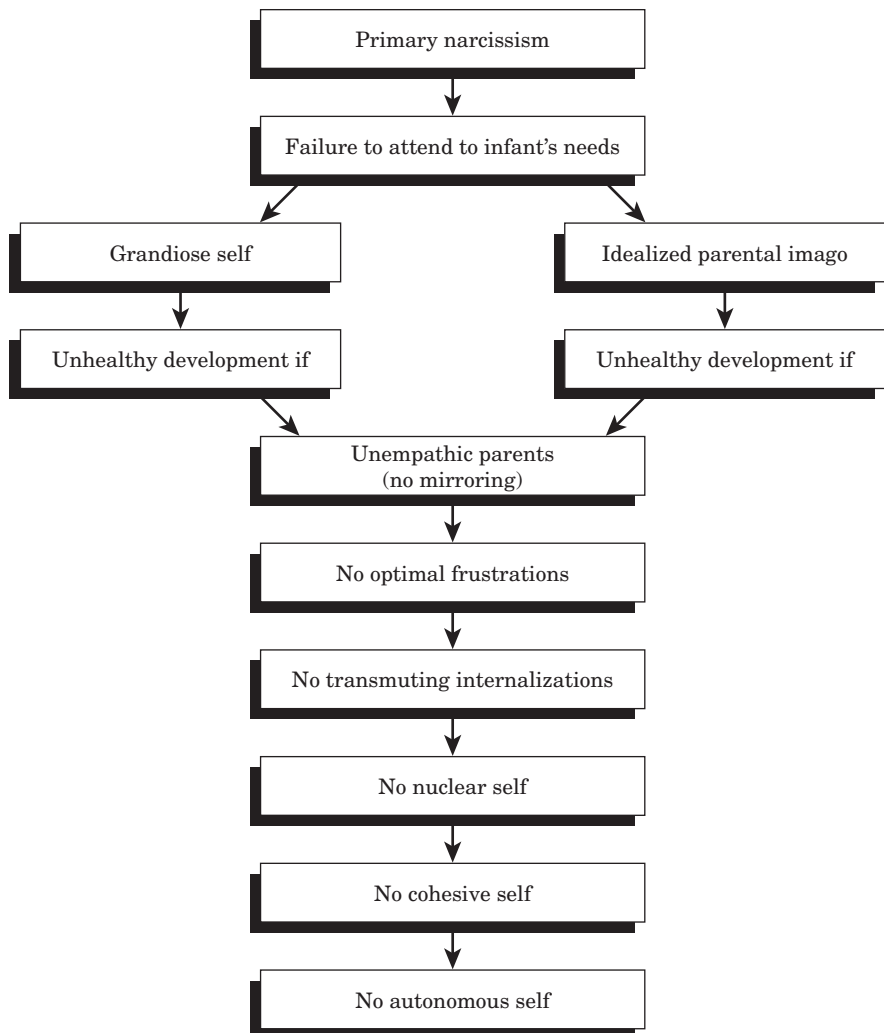 Primary narcissism
Failure to attend to infant’s needs
Grandiose self
Idealized parental imago
Unhealthy development if
Unhealthy development if
Unempathic parents
(no mirroring)
No optimal frustrations
No transmuting internalizations
No nuclear self
No cohesive self
No autonomous self